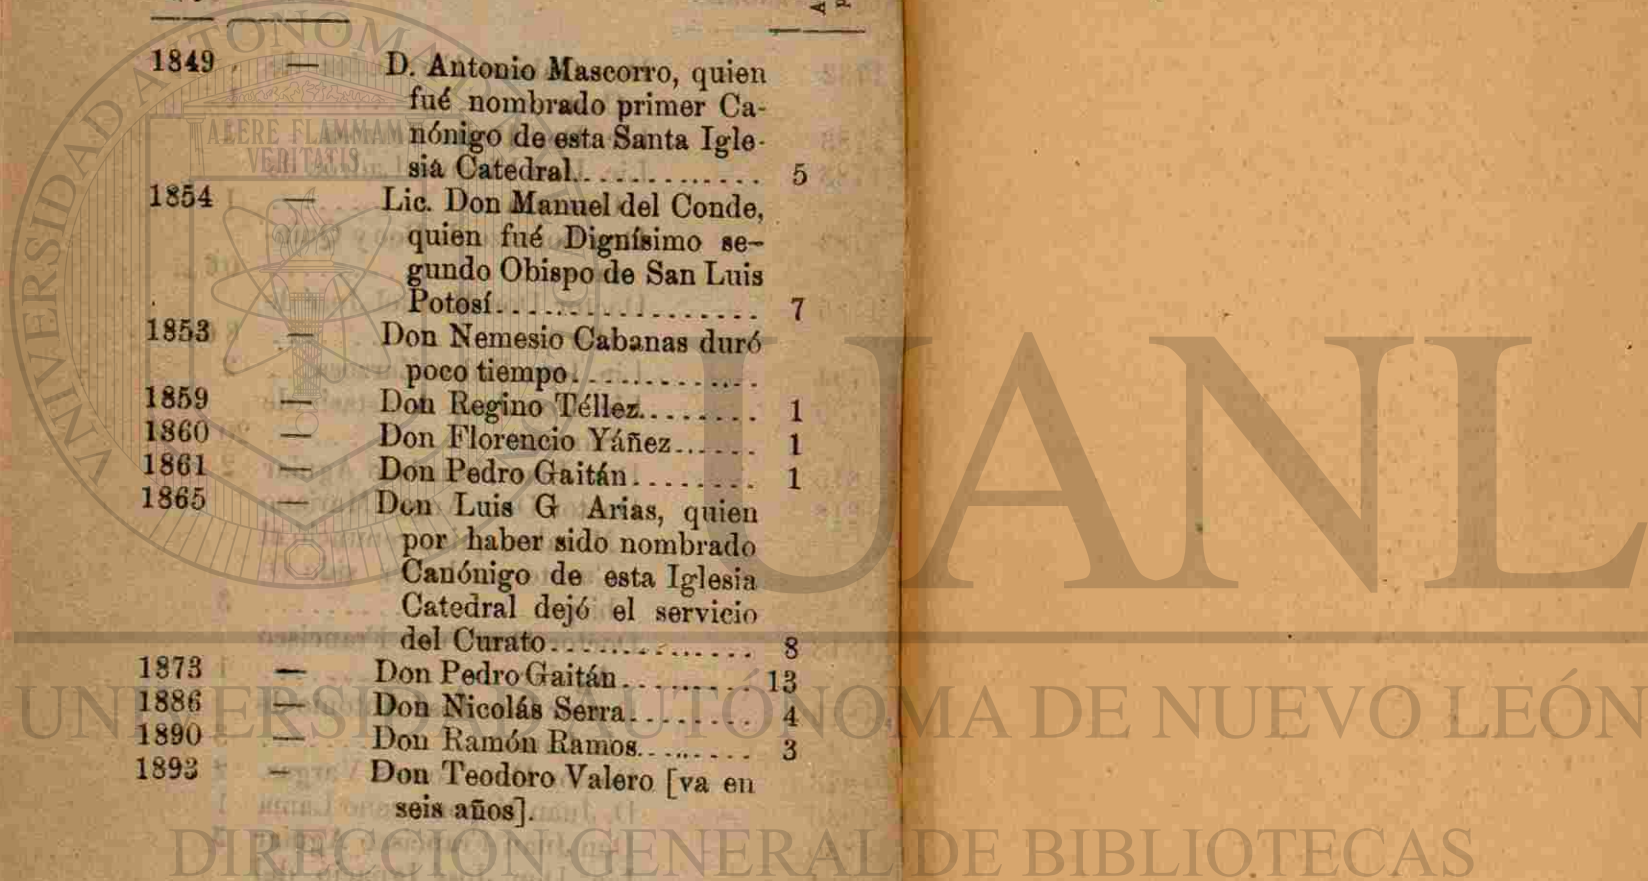 1849 — D. Antonio Mascorro, quien
fué nombrado primer Ca-
nónigo de esta Santa Igle-
sia Catedral............. 5
1854 — Lic. Don Manuel del Conde,
quien fué Dignísimo se-
gundo Obispo de San Luis
Potosí.................. 7
1853 — Don Nemesio Cabanas duró
poco tiempo.............
1859 — Don Regino Téllez........ 1
1860 — Don Florencio Yáñez...... 1
1861 — Don Pedro Gaitán........ 1
1865 — Don Luis G Arias, quien
por haber sido nombrado
Canónigo de esta Iglesia
Catedral dejó el servicio
del Curato.............. 8
1873 — Don Pedro Gaitán......... 13
1886 — Don Nicolás Serra........ 4
1890 — Don Ramón Ramos........ 3
1893 — Don Teodoro Valero [va en
seis años].
UNIVERSIDAD AUTONOMA
ALERE FLAMMAM
VERITATIS
UANL
UNIVERSIDAD AUTÓNOMA DE NUEVO LEÓN
DIRECCIÓN GENERAL DE BIBLIOTECAS